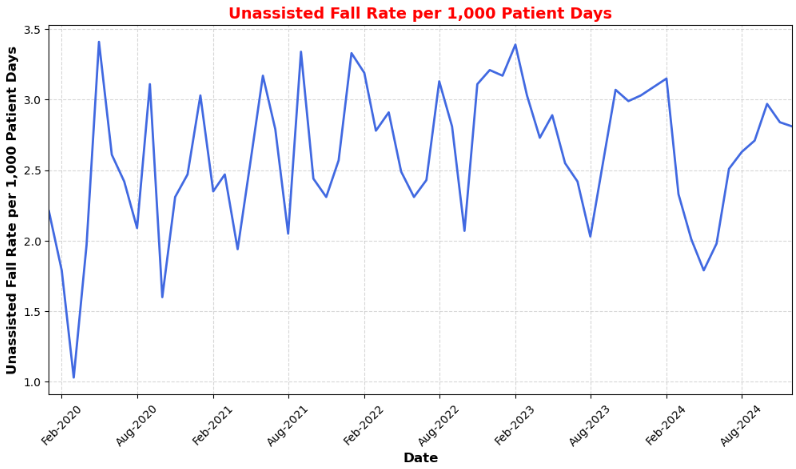 Unassisted Fall Rate per 1,000 Patient Days
Unassisted Fall Rate per 1,000 Patient Days
3.5
3.0
2.5
2.0
1.5
1.0
Feb-2020
Aug-2020
Feb-2021
Aug-2021
Feb-2022
Aug-2022
Feb-2023
Aug-2023
Feb-2024
Aug-2024
Date